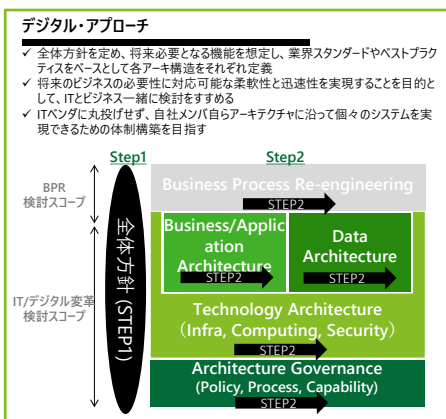 デジタル・アプローチ
✓ 全体方針を定め、将来必要となる機能を想定し、業界スタンダードやベストプラ
クティスをベースとして各アーキ構造をそれぞれ定義
✓ 将来のビジネスの必要性に対応可能な柔軟性と迅速性を実現することを目的と
して、ITとビジネス一緒に検討をすすめる
✓ ITベンダに丸投げせず、自社メンバ自らアーキテクチャに沿って個々のシステムを実
現できるための体制構築を目指す
Step1
Step2
BPR
検討スコープ
Business Process Re-engineering
STEP2
全体方針(STEP1)
Business/Applic
ation
Architecture
STEP2
Data
Architecture
STEP2
IT/デジタル変革
検討スコープ
Technology Architecture
(Infra, Computing, Security)
STEP2
Architecture Governance
(Policy, Process, Capability)
STEP2